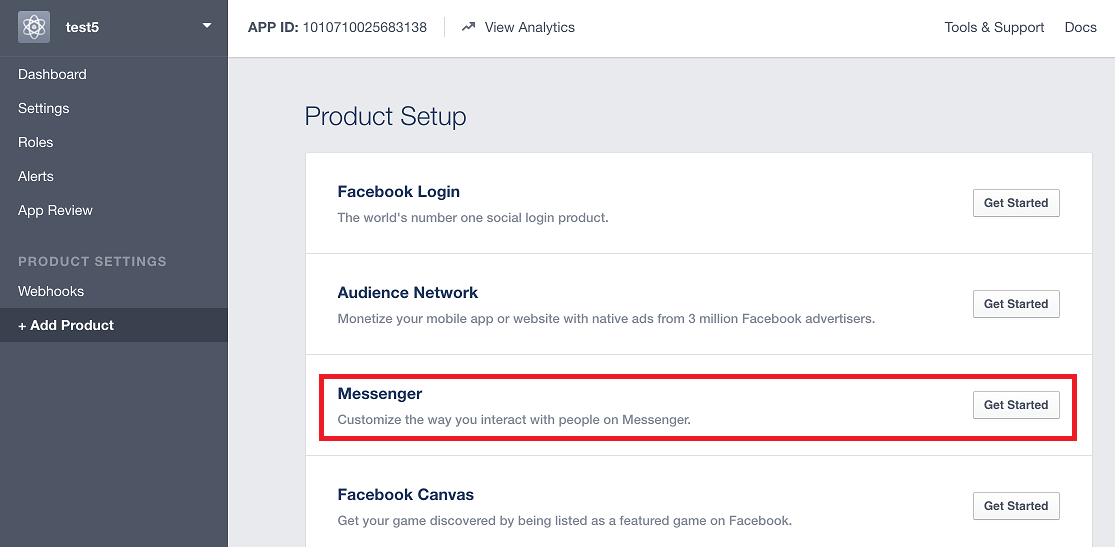 test5
APP ID: 1010710025683138
View Analytics
Tools & Support
Docs
Dashboard
Settings
Roles
Alerts
App Review
PRODUCT SETTINGS
Webhooks
+ Add Product
Product Setup
Facebook Login
The world's number one social login product.
Get Started
Audience Network
Monetize your mobile app or website with native ads from 3 million Facebook advertisers.
Get Started
Messenger
Customize the way you interact with people on Messenger.
Get Started
Facebook Canvas
Get your game discovered by being listed as a featured game on Facebook.
Get Started